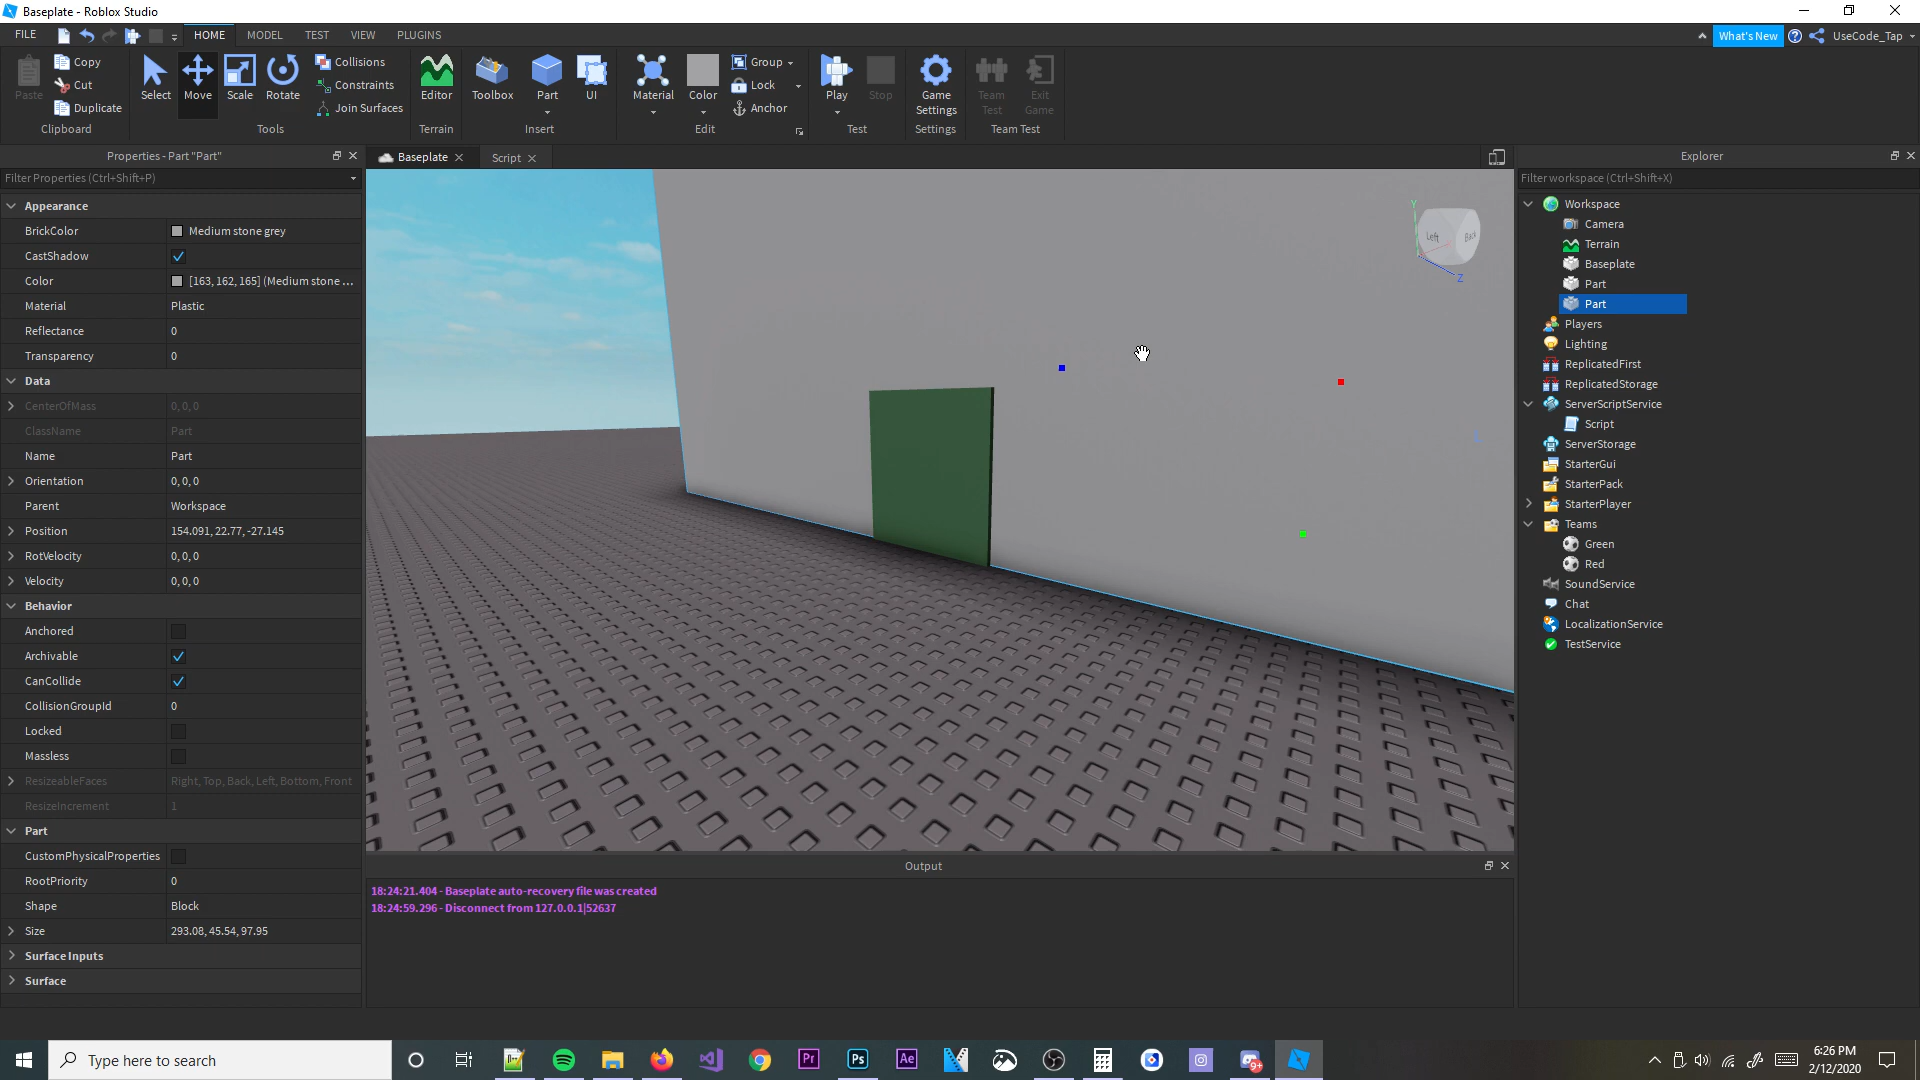 Baseplate - Roblox Studio
FILE HOME MODEL TEST VIEW PLUGINS What's New UseCode_Tap
Paste Copy Cut Duplicate Clipboard
Select Move Scale Rotate Collisions Constraints Join Surfaces Tools
Editor Terrain
Toolbox Part UI Insert
Material Color Group Lock Anchor Edit
Play Stop Test
Game Settings Settings
Team Test Exit Game Team Test
Properties - Part "Part"
Filter Properties (Ctrl+Shift+P)
Appearance
BrickColor Medium stone grey
CastShadow
Color [163, 162, 165] (Medium stone ...
Material Plastic
Reflectance 0
Transparency 0
Data
CenterOfMass 0, 0, 0
ClassName Part
Name Part
Orientation 0, 0, 0
Parent Workspace
Position 154.091, 22.77, -27.145
RotVelocity 0, 0, 0
Velocity 0, 0, 0
Behavior
Anchored
Archivable
CanCollide
CollisionGroupId 0
Locked
Massless
ResizeableFaces Right, Top, Back, Left, Bottom, Front
ResizeIncrement 1
Part
CustomPhysicalProperties
RootPriority 0
Shape Block
Size 293.08, 45.54, 97.95
Surface Inputs
Surface
Baseplate Script
Y
Left Back
Z
Output
18:24:21.404 - Baseplate auto-recovery file was created
18:24:59.296 - Disconnect from 127.0.0.1|52637
Explorer
Filter workspace (Ctrl+Shift+X)
Workspace
Camera
Terrain
Baseplate
Part
Part
Players
Lighting
ReplicatedFirst
ReplicatedStorage
ServerScriptService
Script
ServerStorage
StarterGui
StarterPack
StarterPlayer
Teams
Green
Red
SoundService
Chat
LocalizationService
TestService
Type here to search
Pr Ps Ae
9+
6:26 PM
2/12/2020